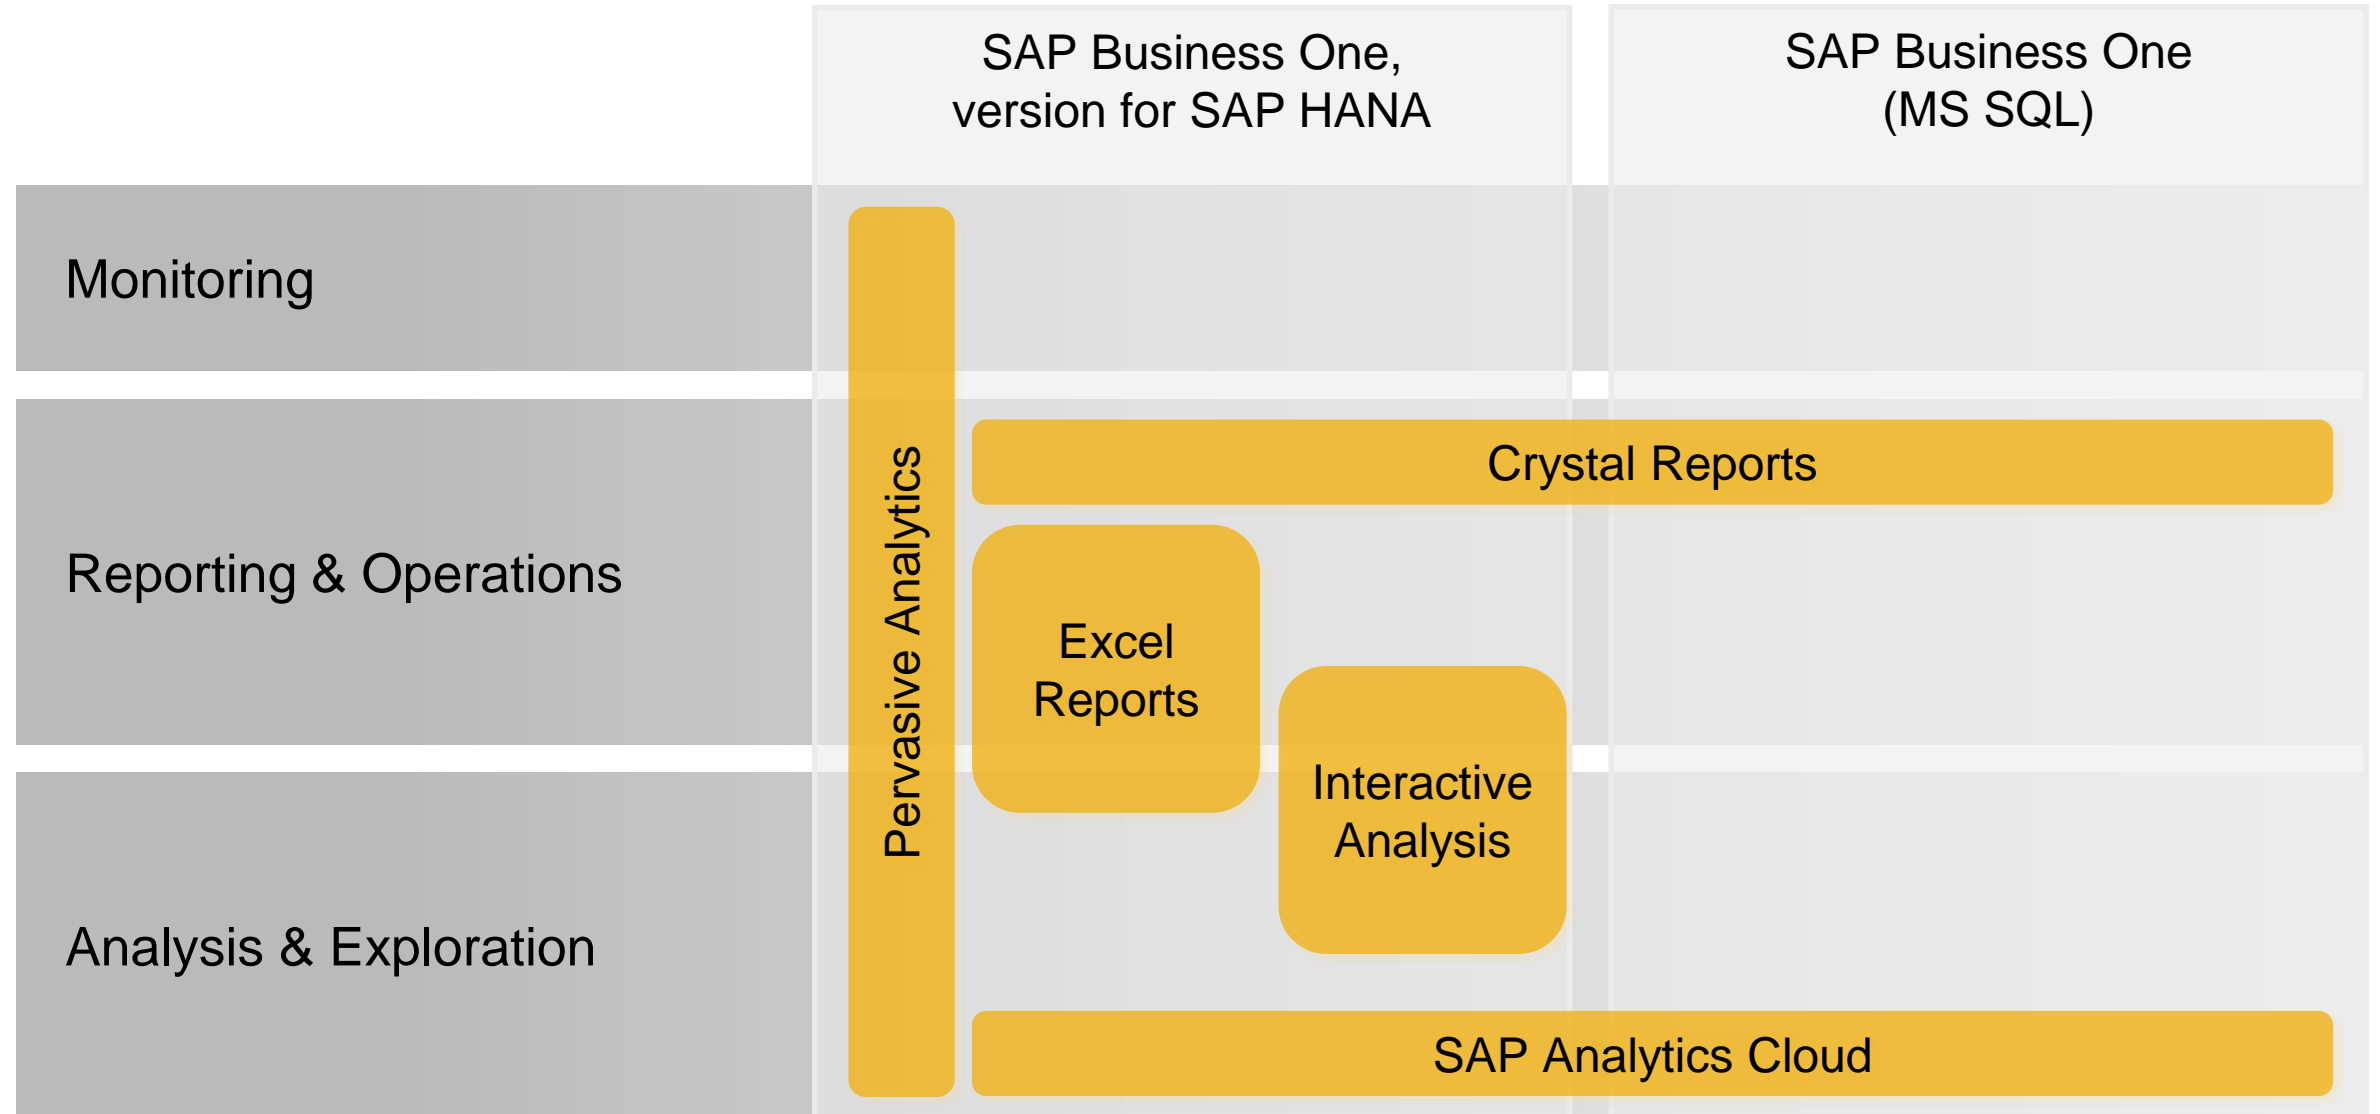 SAP Business One,
version for SAP HANA
SAP Business One
(MS SQL)
Monitoring
Reporting & Operations
Analysis & Exploration
Pervasive Analytics
Crystal Reports
Excel
Reports
Interactive
Analysis
SAP Analytics Cloud